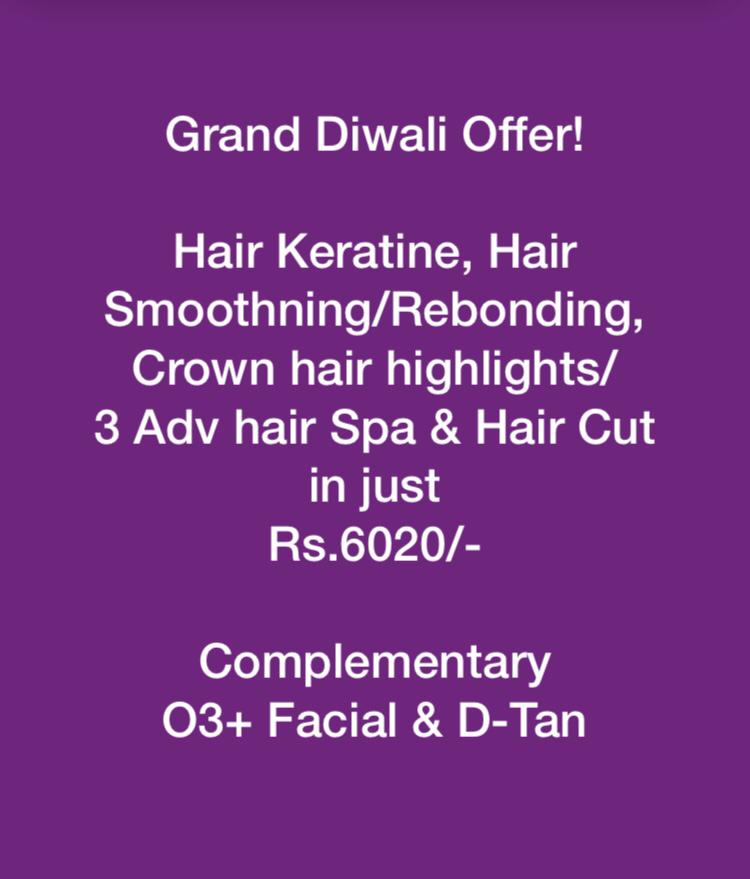 Grand Diwali Offer!
Hair Keratine, Hair
Smoothning/Rebonding,
Crown hair highlights/
3 Adv hair Spa & Hair Cut
in just
Rs.6020/-
Complementary
O3+ Facial & D-Tan